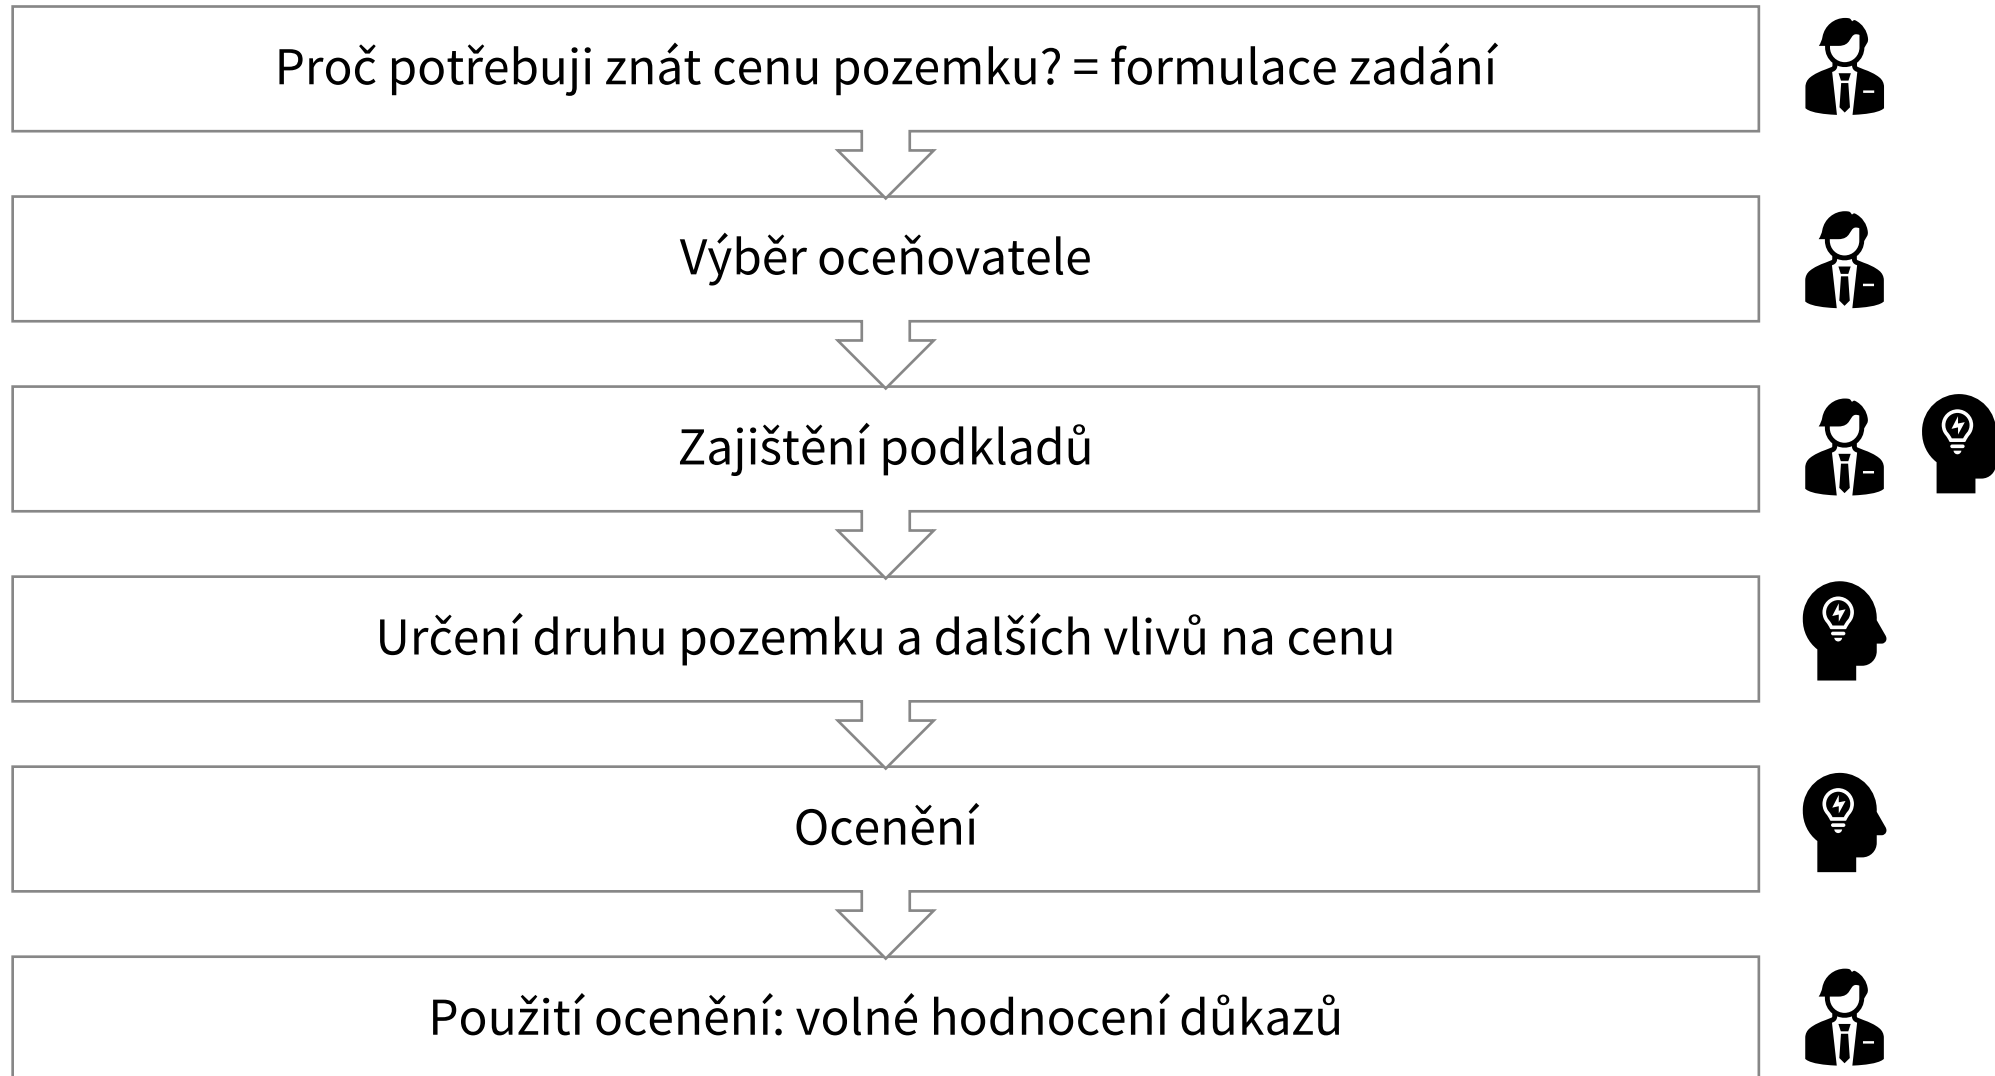 Proč potřebuji znát cenu pozemku? = formulace zadání
Výběr oceňovatele
Zajištění podkladů
Určení druhu pozemku a dalších vlivů na cenu
Ocenění
Použití ocenění: volné hodnocení důkazů